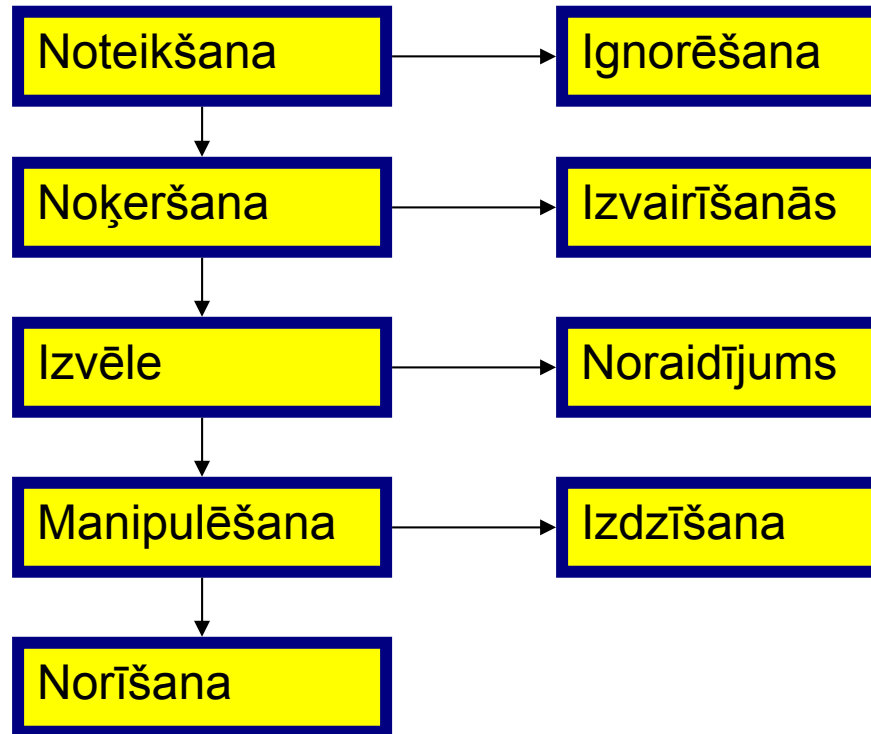 Noteikšana
Ignorēšana
Noķeršana
Izvairīšanās
Izvēle
Noraidījums
Manipulēšana
Izdzīšana
Norīšana